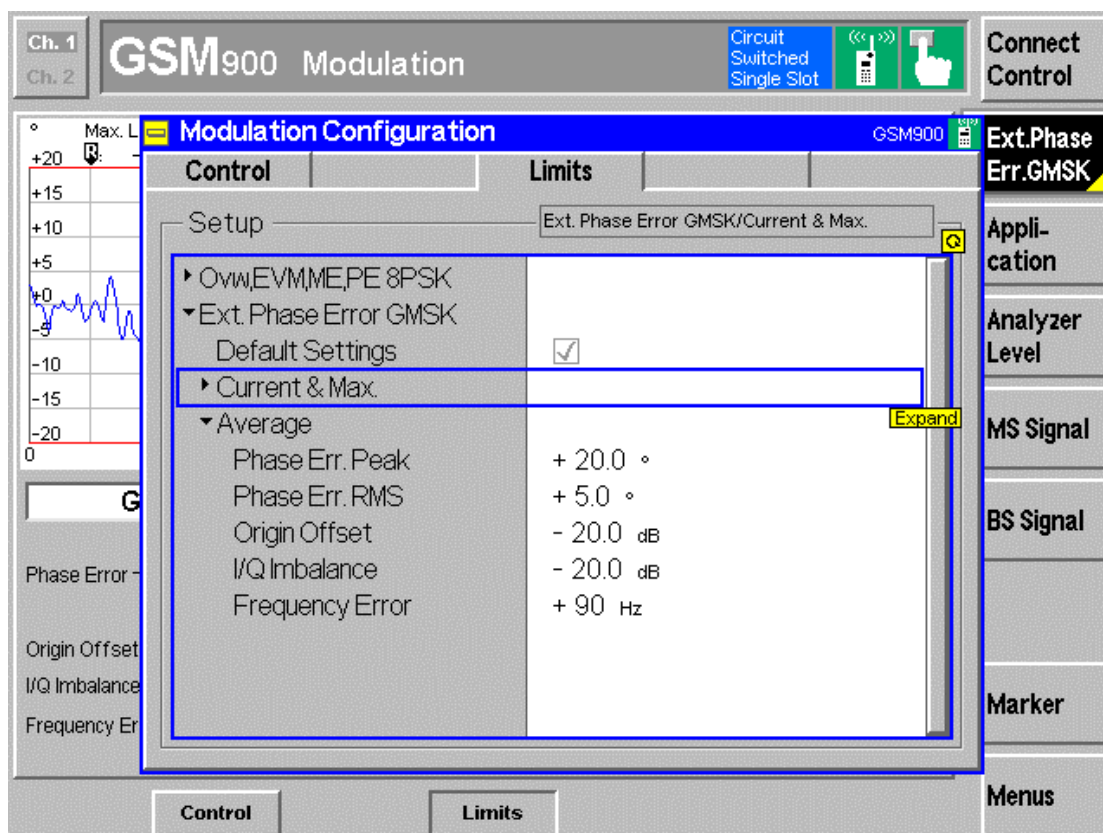 Ch. 1
Ch. 2
GSM900 Modulation
Circuit
Switched
Single Slot
Connect
Control
° Max. L
+20
+15
+10
+5
+0
-5
-10
-15
-20
0
G
Phase Error
Origin Offset
I/Q Imbalance
Frequency Er
Modulation Configuration
GSM900
Control
Limits
Setup
Ext. Phase Error GMSK/Current & Max.
Ovw,EVM,ME,PE 8PSK
Ext. Phase Error GMSK
Default Settings
Current & Max.
Expand
Average
Phase Err. Peak + 20.0 °
Phase Err. RMS + 5.0 °
Origin Offset - 20.0 dB
I/Q Imbalance - 20.0 dB
Frequency Error + 90 Hz
Ext.Phase
Err.GMSK
Appli-
cation
Analyzer
Level
MS Signal
BS Signal
Marker
Menus
Control
Limits